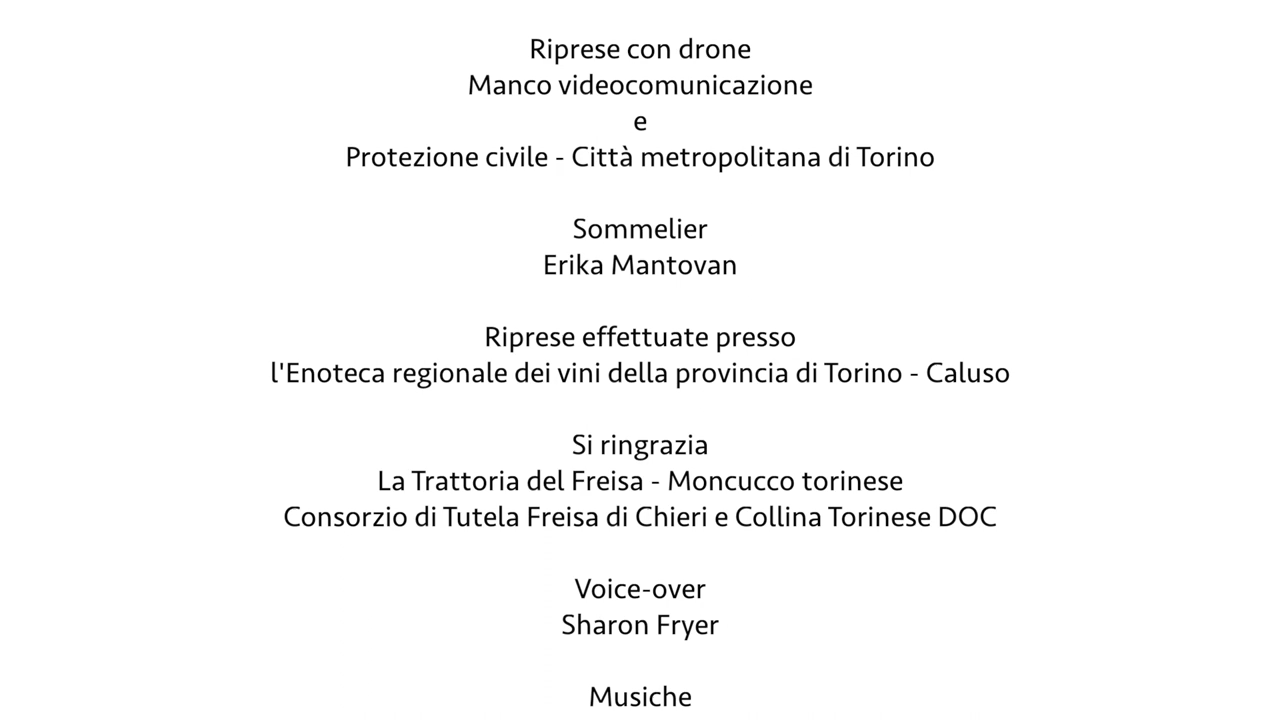 Riprese con drone
Manco videocomunicazione
e
Protezione civile - Città metropolitana di Torino
Sommelier
Erika Mantovan
Riprese effettuate presso
l'Enoteca regionale dei vini della provincia di Torino - Caluso
Si ringrazia
La Trattoria del Freisa - Moncucco torinese
Consorzio di Tutela Freisa di Chieri e Collina Torinese DOC
Voice-over
Sharon Fryer
Musiche